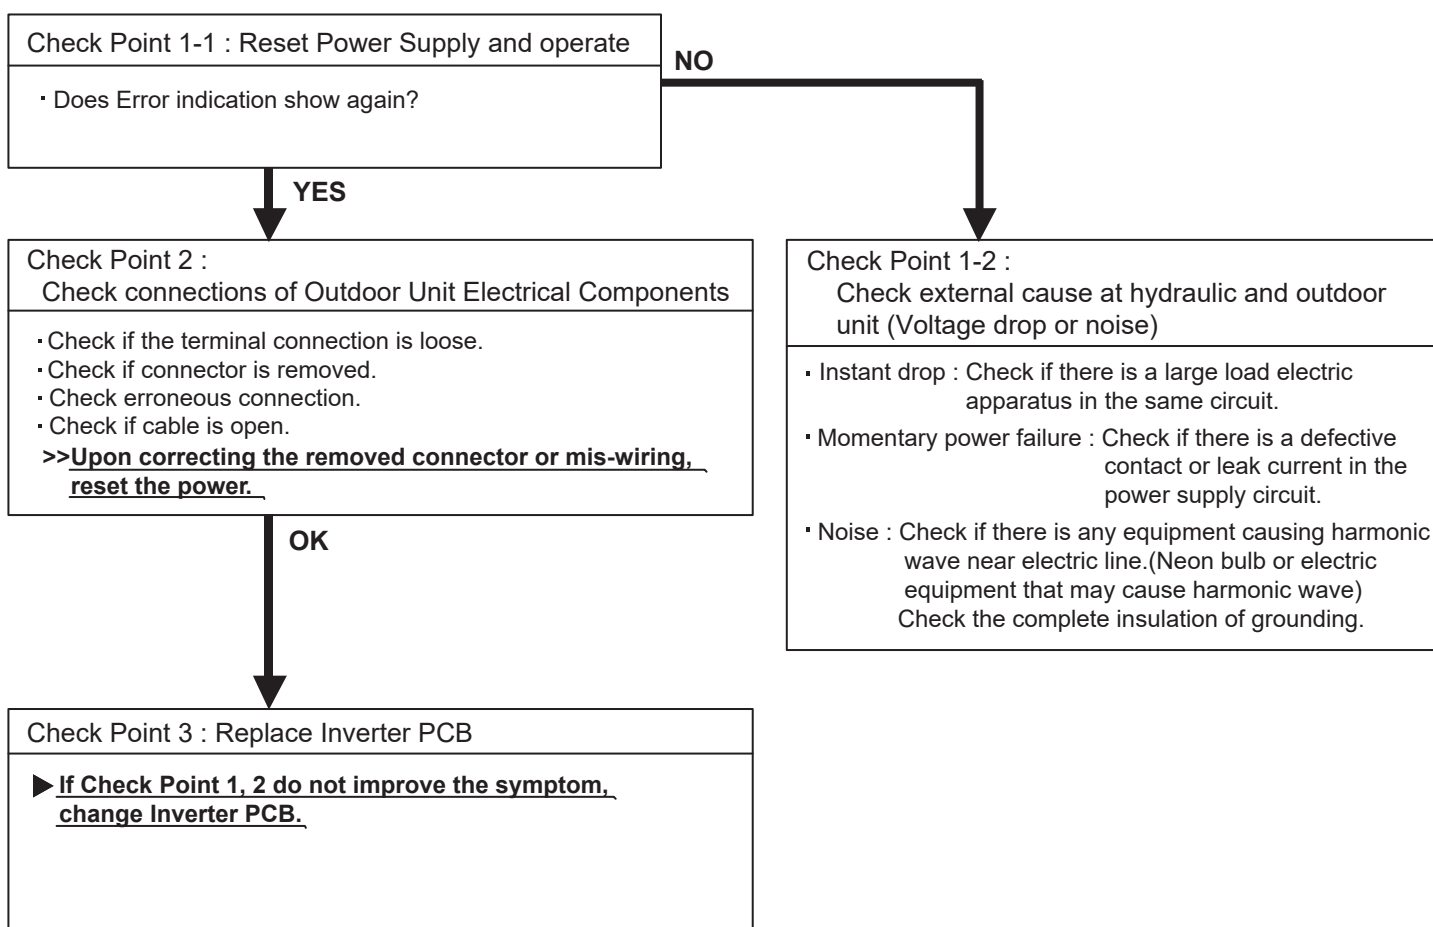 Check Point 1-1 : Reset Power Supply and operate
· Does Error indication show again?
NO
YES
Check Point 2 :
Check connections of Outdoor Unit Electrical Components
· Check if the terminal connection is loose.
· Check if connector is removed.
· Check erroneous connection.
· Check if cable is open.
>>Upon correcting the removed connector or mis-wiring,
reset the power.
Check Point 1-2 :
Check external cause at hydraulic and outdoor
unit (Voltage drop or noise)
· Instant drop : Check if there is a large load electric
apparatus in the same circuit.
· Momentary power failure : Check if there is a defective
contact or leak current in the
power supply circuit.
· Noise : Check if there is any equipment causing harmonic
wave near electric line.(Neon bulb or electric
equipment that may cause harmonic wave)
Check the complete insulation of grounding.
OK
Check Point 3 : Replace Inverter PCB
▶ If Check Point 1, 2 do not improve the symptom,
change Inverter PCB.